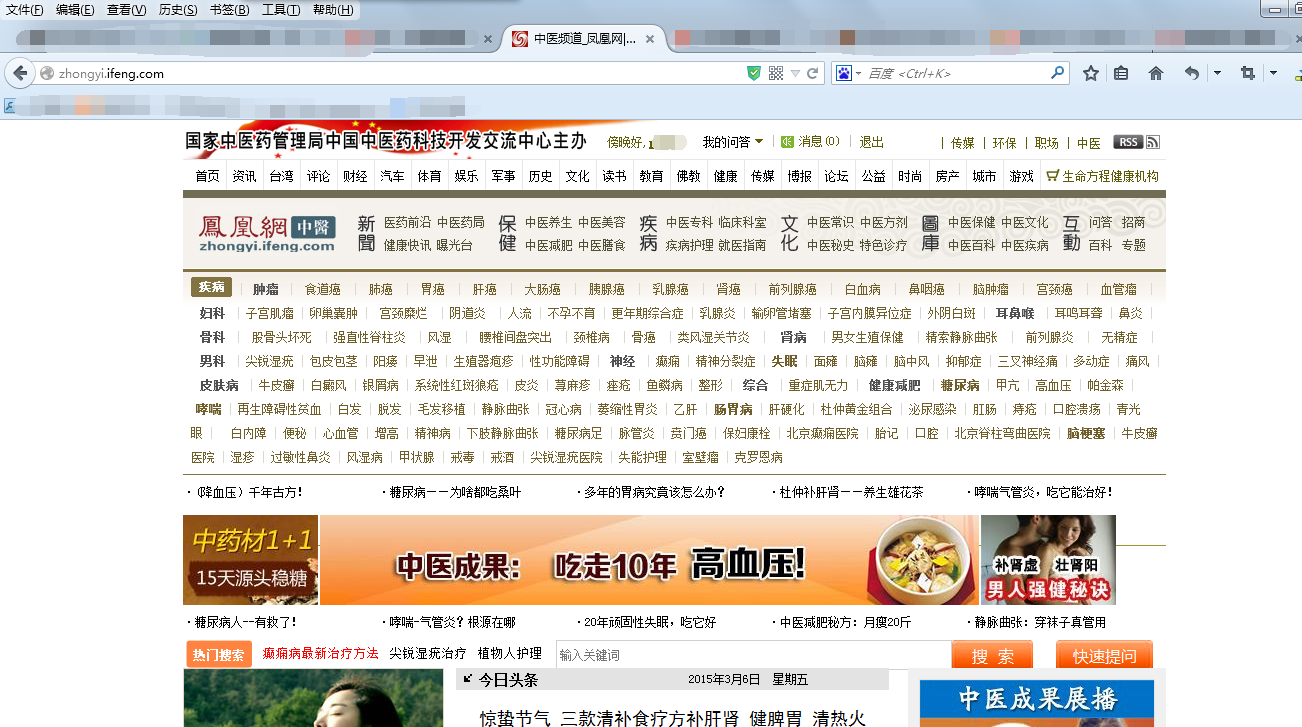 文件(F) 编辑(E) 查看(V) 历史(S) 书签(B) 工具(T) 帮助(H)
中医频道_凤凰网|...
zhongyi.ifeng.com 百度 <Ctrl+K>
国家中医药管理局中国中医药科技开发交流中心主办 傍晚好, 我的问答 消息(0) 退出 传媒 环保 职场 中医 RSS
首页 资讯 台湾 评论 财经 汽车 体育 娱乐 军事 历史 文化 读书 教育 佛教 健康 传媒 博报 论坛 公益 时尚 房产 城市 游戏 生命方程健康机构
鳳凰網 中醫 新聞 医药前沿 中医药局 保健 中医养生 中医美容 疾病 中医专科 临床科室 文化 中医常识 中医方剂 圖庫 中医保健 中医文化 互動 问答 招商
zhongyi.ifeng.com 健康快讯 曝光台 中医减肥 中医膳食 疾病护理 就医指南 中医秘史 特色诊疗 中医百科 中医疾病 百科 专题
疾病 肿瘤 食道癌 肺癌 胃癌 肝癌 大肠癌 胰腺癌 乳腺癌 肾癌 前列腺癌 白血病 鼻咽癌 脑肿瘤 宫颈癌 血管瘤
妇科 子宫肌瘤 卵巢囊肿 宫颈糜烂 阴道炎 人流 不孕不育 更年期综合症 乳腺炎 输卵管堵塞 子宫内膜异位症 外阴白斑 耳鼻喉 耳鸣耳聋 鼻炎
骨科 股骨头坏死 强直性脊柱炎 风湿 腰椎间盘突出 颈椎病 骨癌 类风湿关节炎 肾病 男女生殖保健 精索静脉曲张 前列腺炎 无精症
男科 尖锐湿疣 包皮包茎 阳痿 早泄 生殖器疱疹 性功能障碍 神经 癫痫 精神分裂症 失眠 面瘫 脑瘫 脑中风 抑郁症 三叉神经痛 多动症 痛风
皮肤病 牛皮癣 白癜风 银屑病 系统性红斑狼疮 皮炎 荨麻疹 痤疮 鱼鳞病 整形 综合 重症肌无力 健康减肥 糖尿病 甲亢 高血压 帕金森
哮喘 再生障碍性贫血 白发 脱发 毛发移植 静脉曲张 冠心病 萎缩性胃炎 乙肝 肠胃病 肝硬化 杜仲黄金组合 泌尿感染 肛肠 痔疮 口腔溃疡 青光
眼 白内障 便秘 心血管 增高 精神病 下肢静脉曲张 糖尿病足 脉管炎 贲门癌 保妇康栓 北京癫痫医院 胎记 口腔 北京脊柱弯曲医院 脑梗塞 牛皮癣
医院 湿疹 过敏性鼻炎 风湿病 甲状腺 戒毒 戒酒 尖锐湿疣医院 失能护理 室壁瘤 克罗恩病
·（降血压）千年古方！ ·糖尿病——为啥都吃桑叶 ·多年的胃病究竟该怎么办？ ·杜仲补肝肾——养生雄花茶 ·哮喘气管炎，吃它能治好！
中药材1+1
15天源头稳糖
中医成果： 吃走10年 高血压!
补肾虚 壮肾阳
男人强健秘诀
·糖尿病人--有救了！ ·哮喘-气管炎？根源在哪 ·20年顽固性失眠，吃它好 ·中医减肥秘方：月瘦20斤 ·静脉曲张：穿袜子真管用
热门搜索 癫痫病最新治疗方法 尖锐湿疣治疗 植物人护理 输入关键词 搜 索 快速提问
今日头条 2015年3月6日 星期五
中医成果展播
惊蛰节气 三款清补食疗方补肝肾 健脾胃 清热火